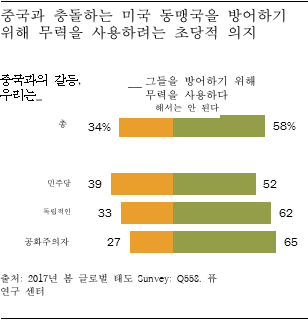 중국과 충돌하는 미국 동맹국을 방어하기
위해 무력을 사용하려는 초당적 의지
중국과의 갈등,
우리는...
__ 그들을 방어하기 위해
무력을 사용하다
해서는 안 된다
총 34% 58%
민주당 39 52
독립적인 33 62
공화주의자 27 65
출처: 2017년 봄 글로벌 태도 Sunvey: Q558. 퓨
연구 센터